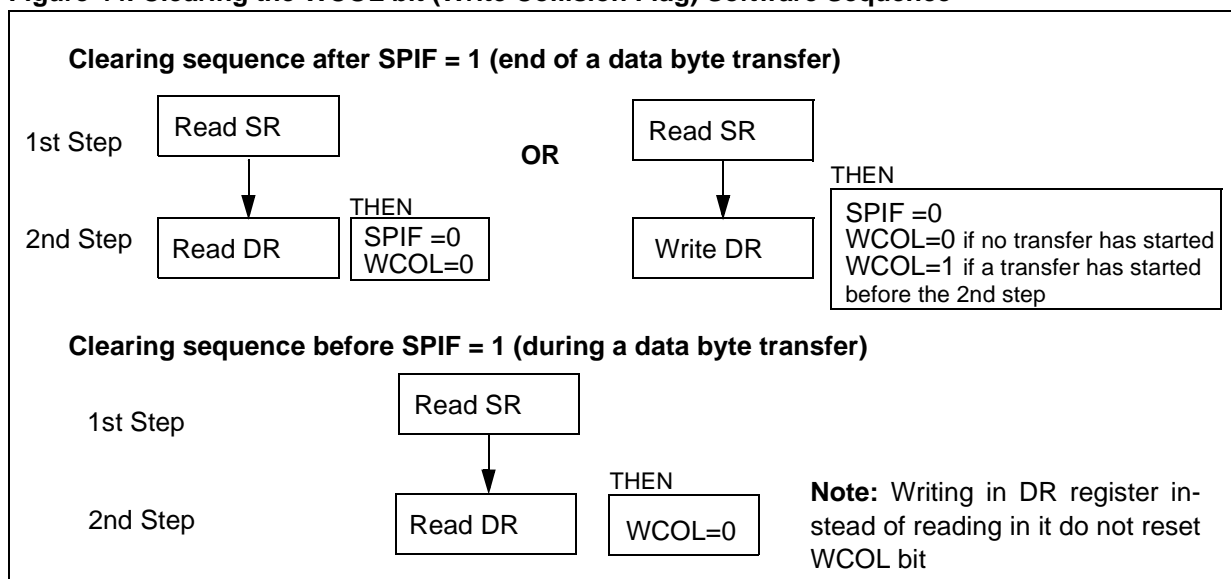 Clearing sequence after SPIF = 1 (end of a data byte transfer)
1st Step
Read SR
OR
Read SR
THEN
2nd Step
Read DR
THEN
SPIF =0
WCOL=0
Write DR
SPIF =0
WCOL=0 if no transfer has started
WCOL=1 if a transfer has started
before the 2nd step
Clearing sequence before SPIF = 1 (during a data byte transfer)
1st Step
Read SR
2nd Step
Read DR
THEN
WCOL=0
Note: Writing in DR register in-
stead of reading in it do not reset
WCOL bit